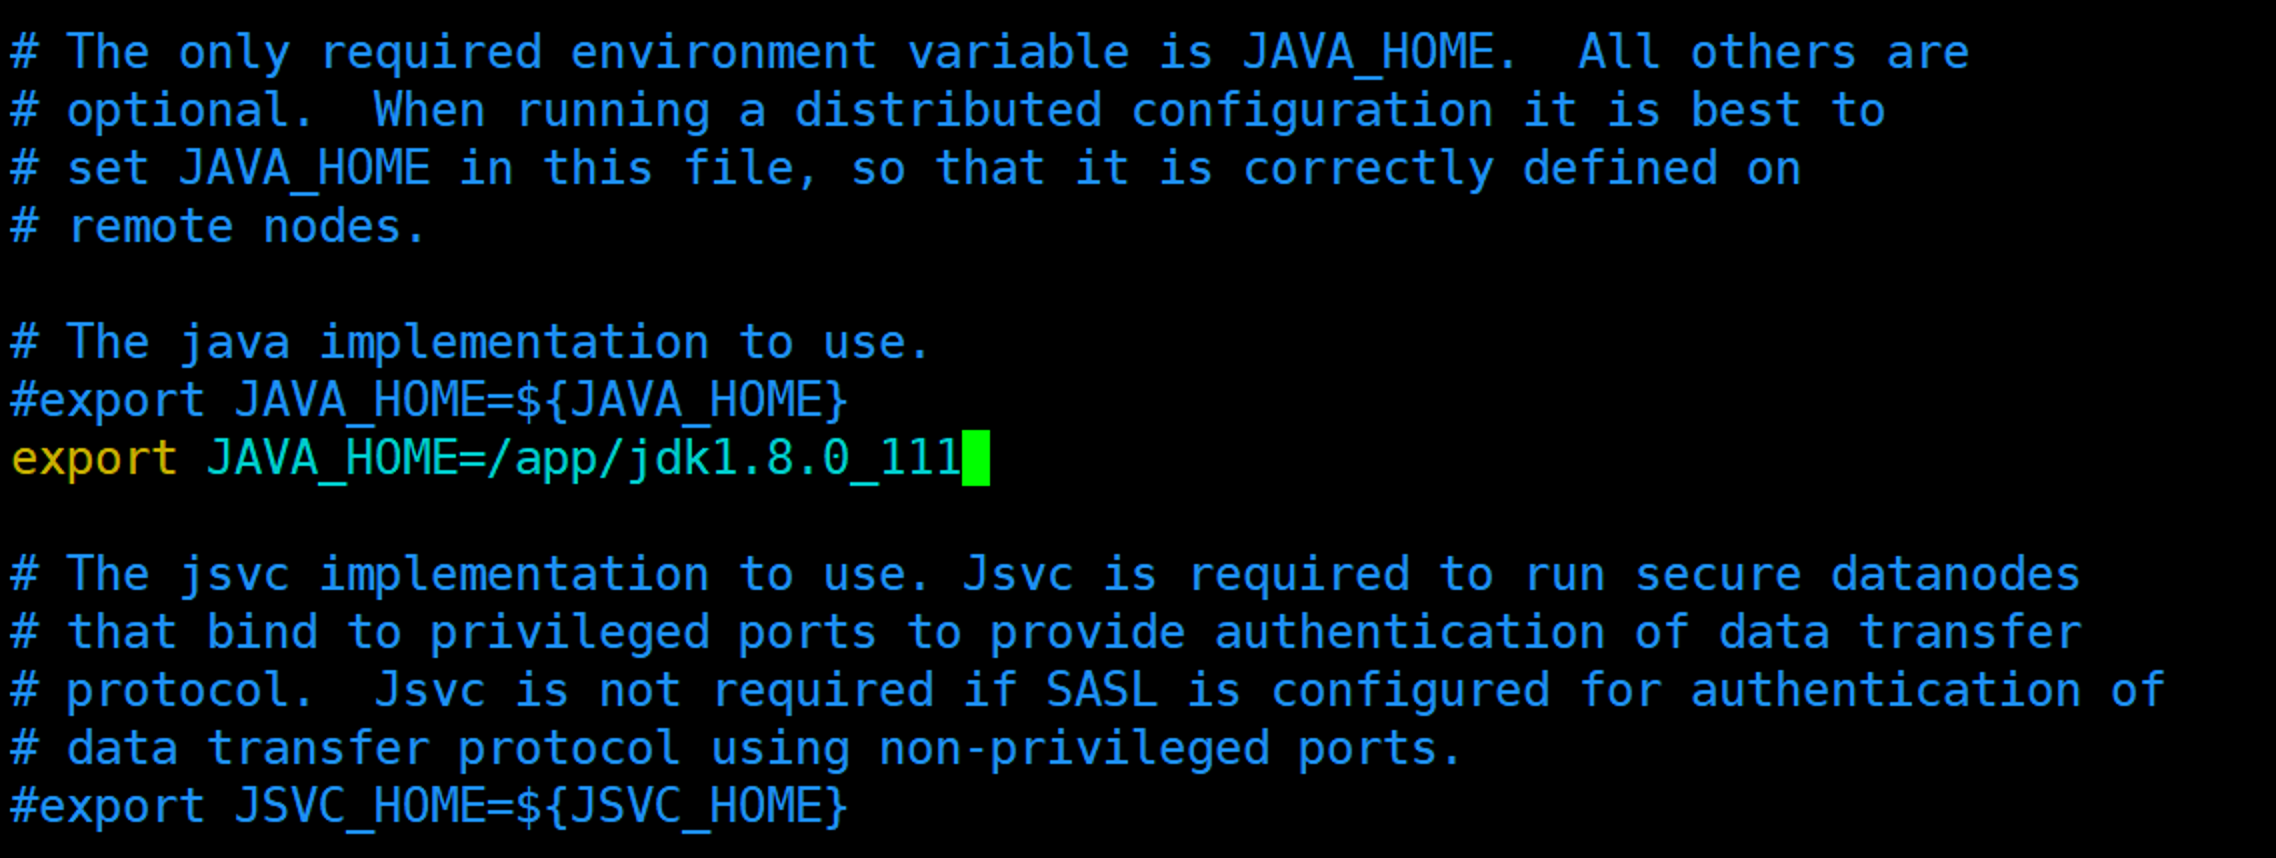 # The only required environment variable is JAVA_HOME.  All others are
# optional.  When running a distributed configuration it is best to
# set JAVA_HOME in this file, so that it is correctly defined on
# remote nodes.
# The java implementation to use.
#export JAVA_HOME=${JAVA_HOME}
export JAVA_HOME=/app/jdk1.8.0_111
# The jsvc implementation to use. Jsvc is required to run secure datanodes
# that bind to privileged ports to provide authentication of data transfer
# protocol.  Jsvc is not required if SASL is configured for authentication of
# data transfer protocol using non-privileged ports.
#export JSVC_HOME=${JSVC_HOME}